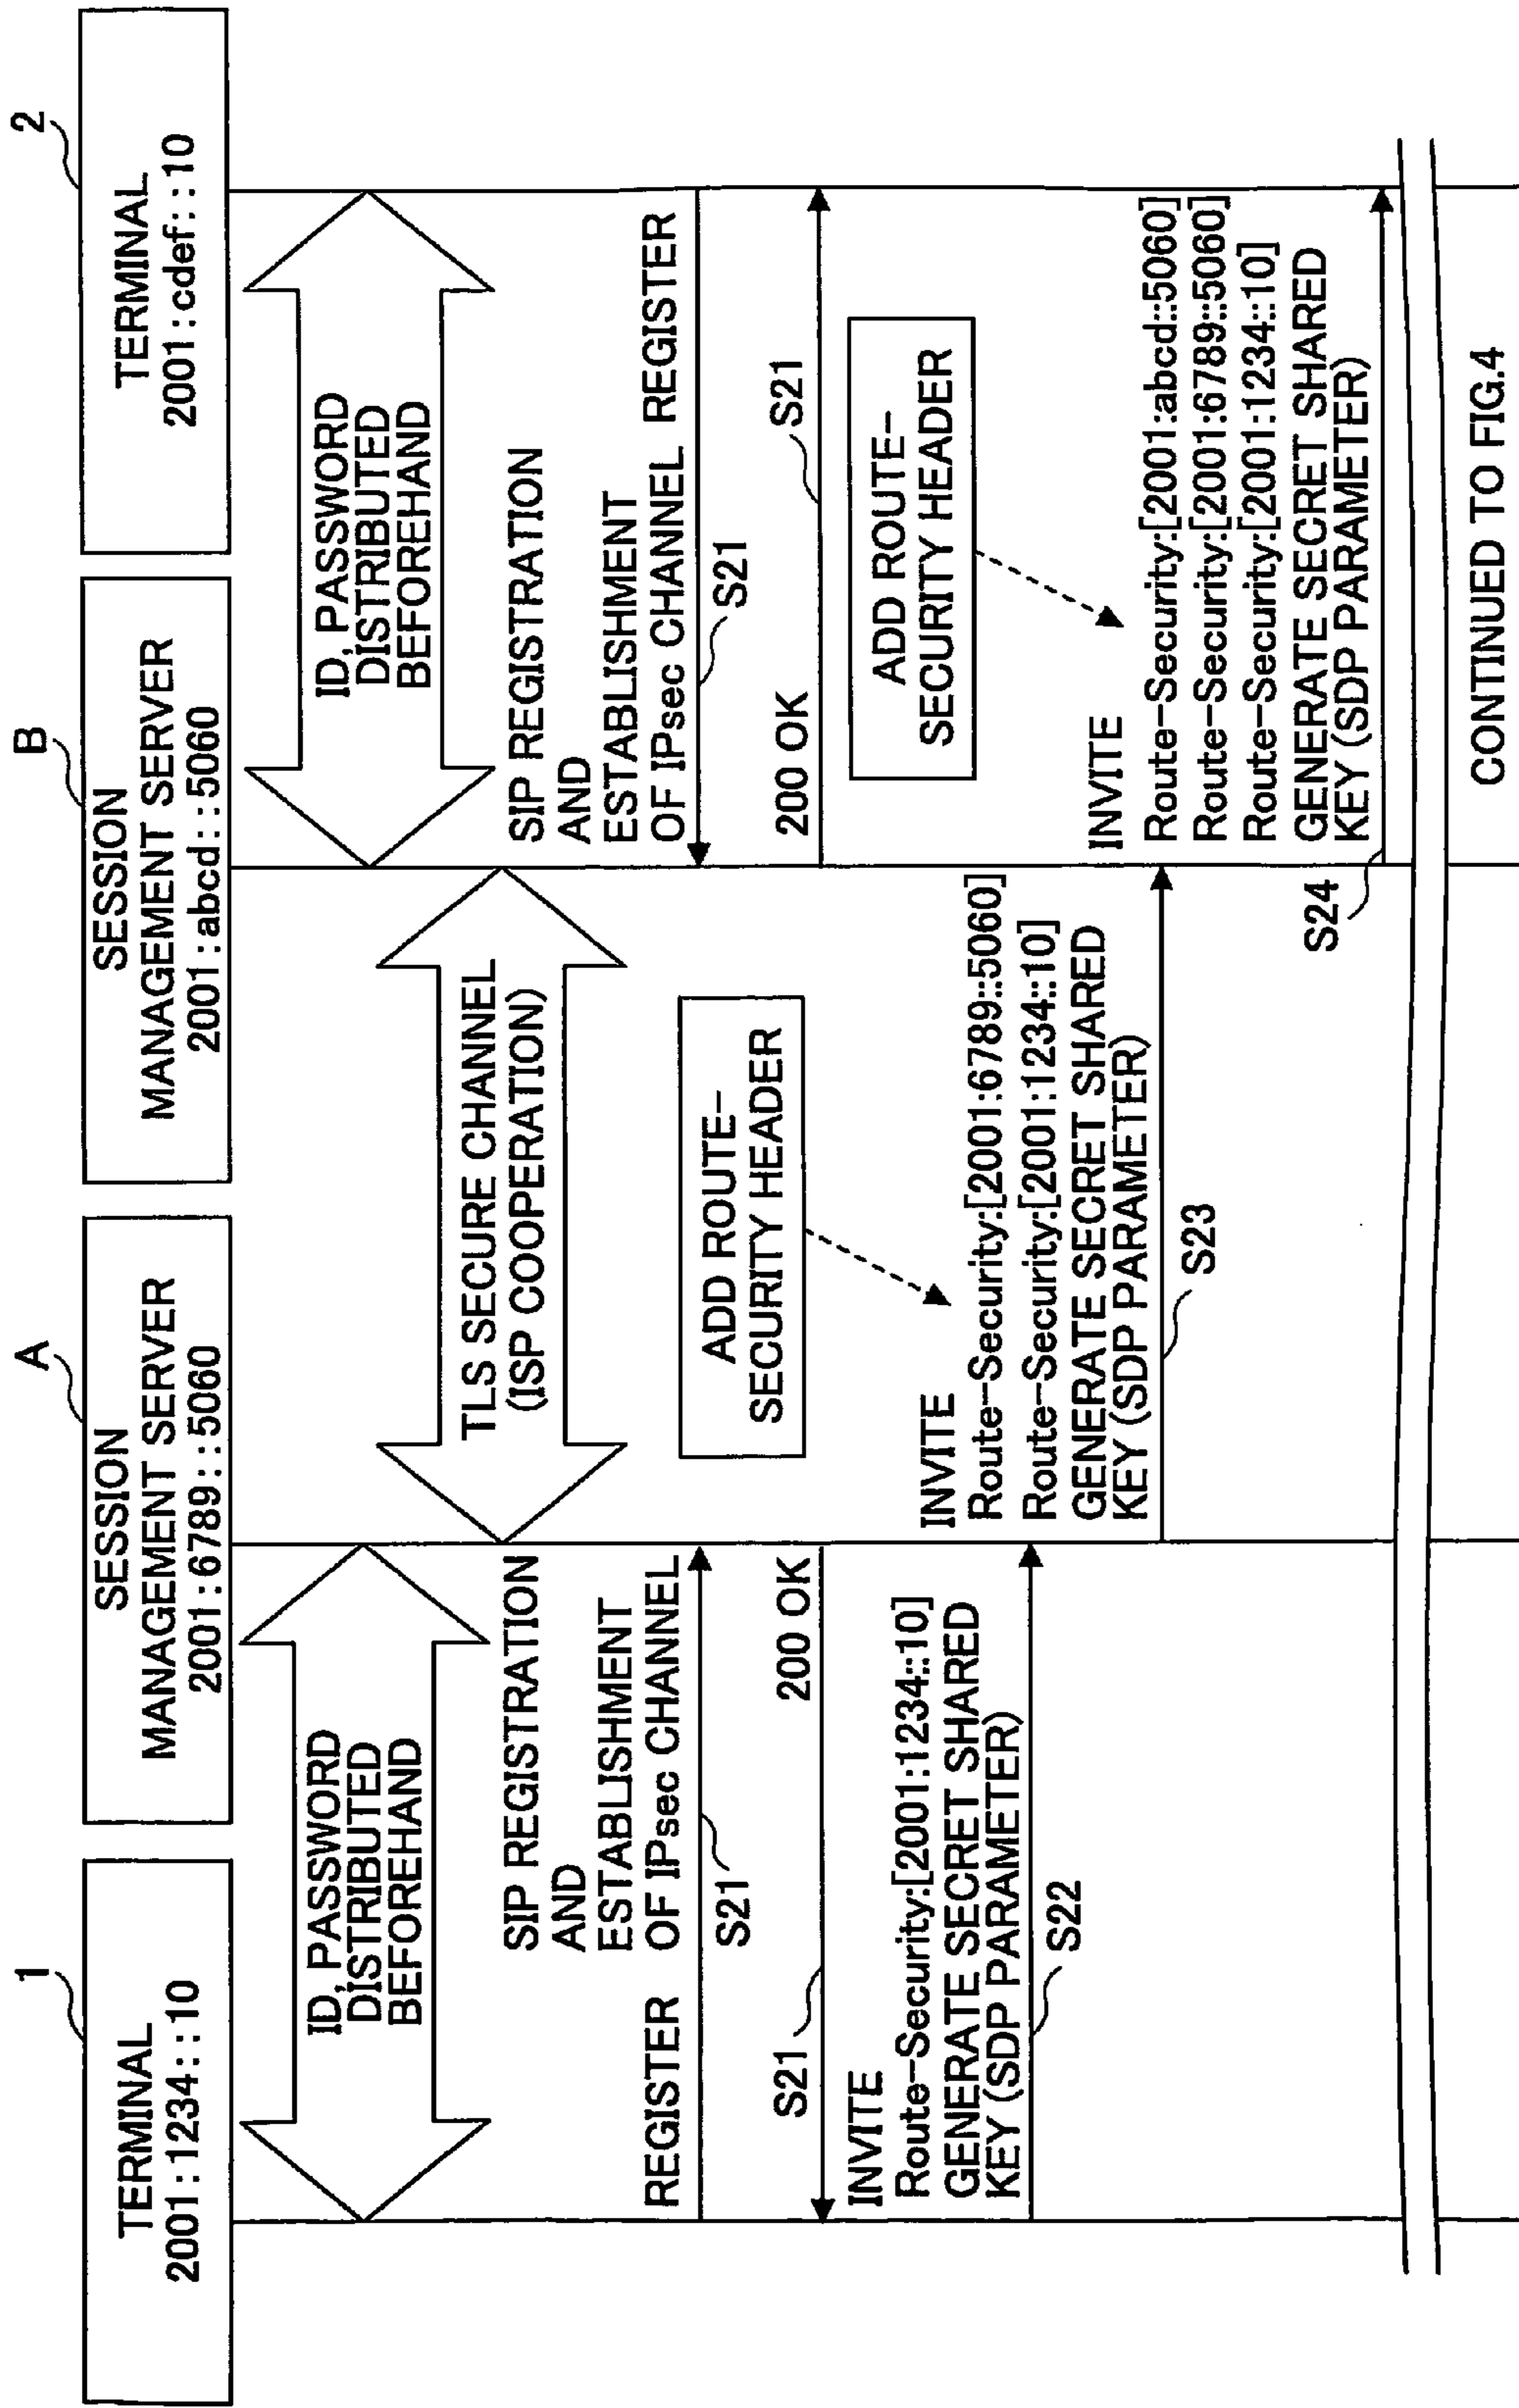 1
TERMINAL
2001:1234::10
A
SESSION
MANAGEMENT SERVER
2001:6789::5060
B
SESSION
MANAGEMENT SERVER
2001:abcd::5060
2
TERMINAL
2001:cdef::10
ID, PASSWORD
DISTRIBUTED
BEFOREHAND
TLS SECURE CHANNEL
(ISP COOPERATION)
ID, PASSWORD
DISTRIBUTED
BEFOREHAND
SIP REGISTRATION
AND
ESTABLISHMENT
REGISTER OF IPsec CHANNEL
S21
SIP REGISTRATION
AND
ESTABLISHMENT
OF IPsec CHANNEL REGISTER
S21
200 OK
S21
200 OK
S21
INVITE
Route-Security:[2001:1234::10]
GENERATE SECRET SHARED
KEY (SDP PARAMETER)
S22
ADD ROUTE-
SECURITY HEADER
INVITE
Route-Security:[2001:6789::5060]
Route-Security:[2001:1234::10]
GENERATE SECRET SHARED
KEY (SDP PARAMETER)
S23
ADD ROUTE-
SECURITY HEADER
INVITE
Route-Security:[2001:abcd::5060]
Route-Security:[2001:6789::5060]
Route-Security:[2001:1234::10]
GENERATE SECRET SHARED
KEY (SDP PARAMETER)
S24
CONTINUED TO FIG.4